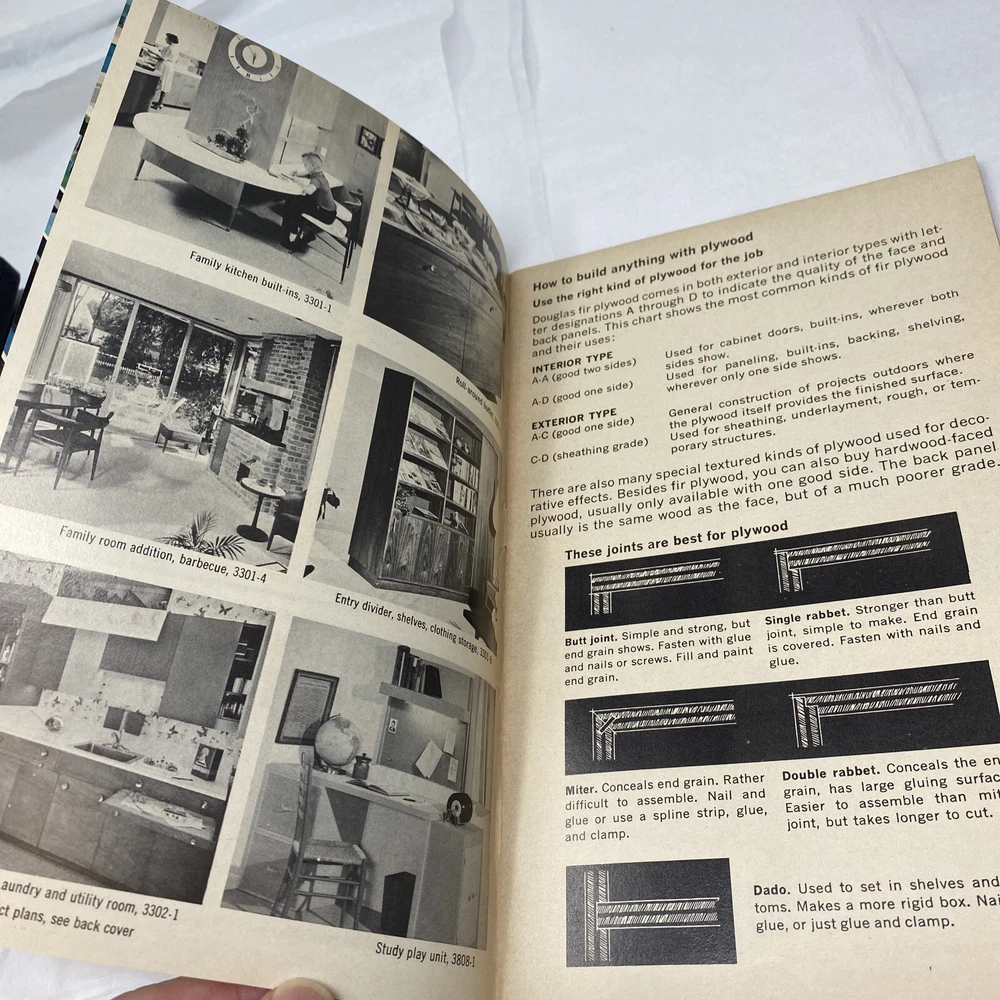 Family kitchen built-ins, 3301-1
Roll-around
Family room addition, barbecue, 3301-4
Entry divider, shelves, clothing storage,
aundry and utility room, 3302-1
ct plans, see back cover
Study play unit, 3808-1
How to build anything with plywood
Use the right kind of plywood for the job
Douglas fir plywood comes in both exterior and interior types with let-
ter designations A through D to indicate the quality of the face and
back panels. This chart shows the most common kinds of fir plywood
and their uses:
INTERIOR TYPE
A-A (good two sides)
Used for cabinet doors, built-ins, wherever both
sides show.
A-D (good one side)
Used for paneling, built-ins, backing, shelving,
wherever only one side shows.
EXTERIOR TYPE
A-C (good one side)
General construction of projects outdoors where
the plywood itself provides the finished surface.
C-D (sheathing grade)
Used for sheathing, underlayment, rough, or tem-
porary structures.
There are also many special textured kinds of plywood used for deco-
rative effects. Besides fir plywood, you can also buy hardwood-faced
plywood, usually only available with one good side. The back panel
usually is the same wood as the face, but of a much poorer grade.
These joints are best for plywood
Butt joint. Simple and strong, but
end grain shows. Fasten with glue
and nails or screws. Fill and paint
end grain.
Single rabbet. Stronger than butt
joint, simple to make. End grain
is covered. Fasten with nails and
glue.
Miter. Conceals end grain. Rather
difficult to assemble. Nail and
glue or use a spline strip, glue,
and clamp.
Double rabbet. Conceals the en
grain, has large gluing surfac
Easier to assemble than mit
joint, but takes longer to cut.
Dado. Used to set in shelves and
toms. Makes a more rigid box. Nai
glue, or just glue and clamp.